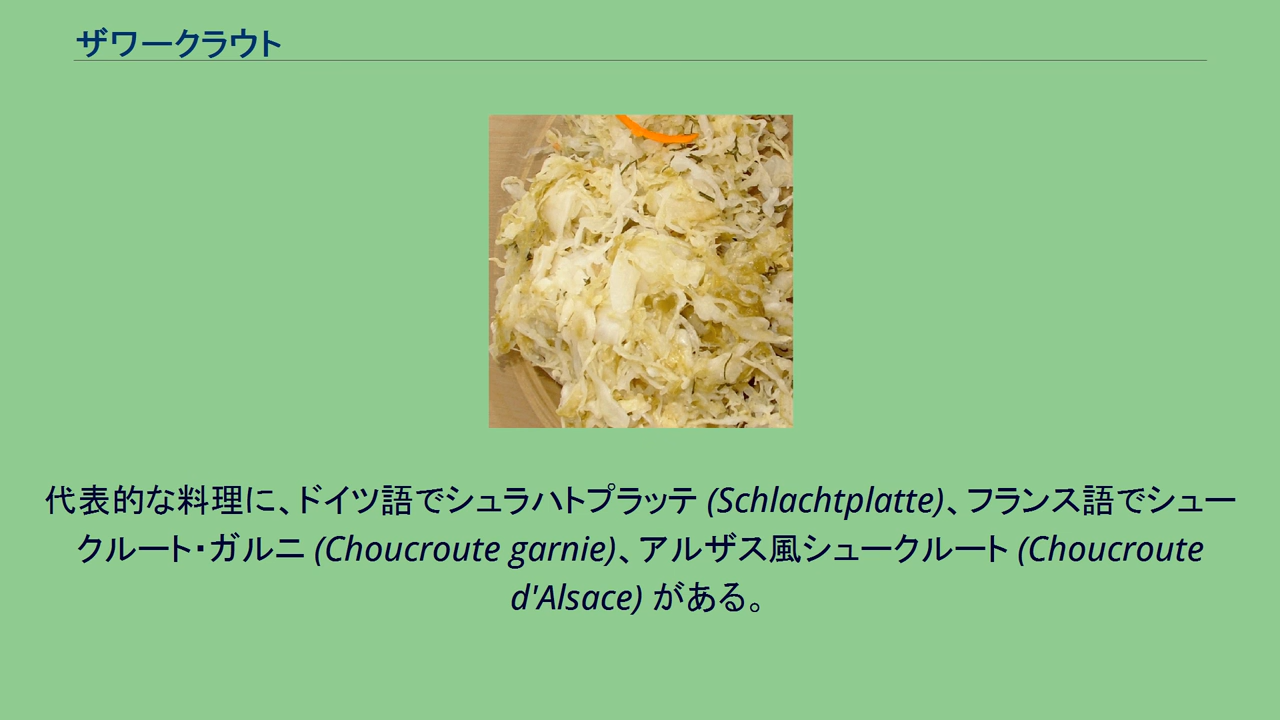 ザワークラウト
代表的な料理に、ドイツ語でシュラハトプラッテ (Schlachtplatte)、フランス語でシュー
クルート・ガルニ (Choucroute garnie)、アルザス風シュークルート (Choucroute
d'Alsace) がある。